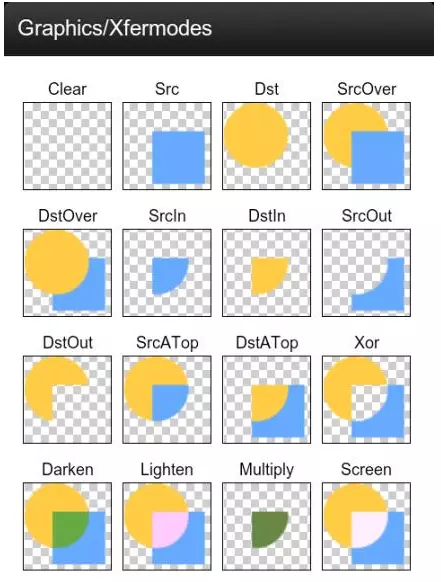 Graphics/Xfermodes
Clear Src Dst SrcOver
DstOver SrcIn DstIn SrcOut
DstOut SrcATop DstATop Xor
Darken Lighten Multiply Screen